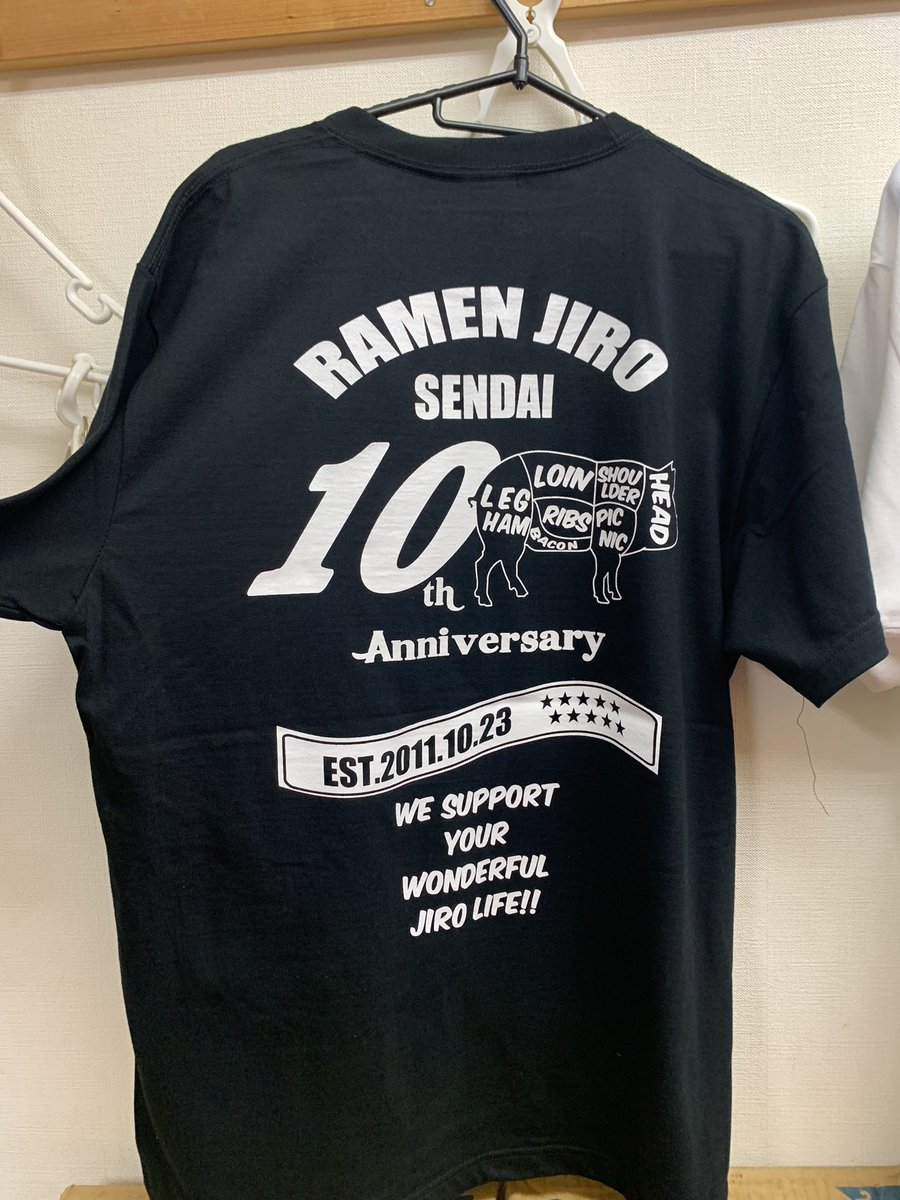 RAMEN JIRO
SENDAI
10
th
LEG
HAM
LOIN
RIBS
BACON
SHOU
LDER
PIC
NIC
HEAD
Anniversary
EST.2011.10.23
WE SUPPORT
YOUR
WONDERFUL
JIRO LIFE!!